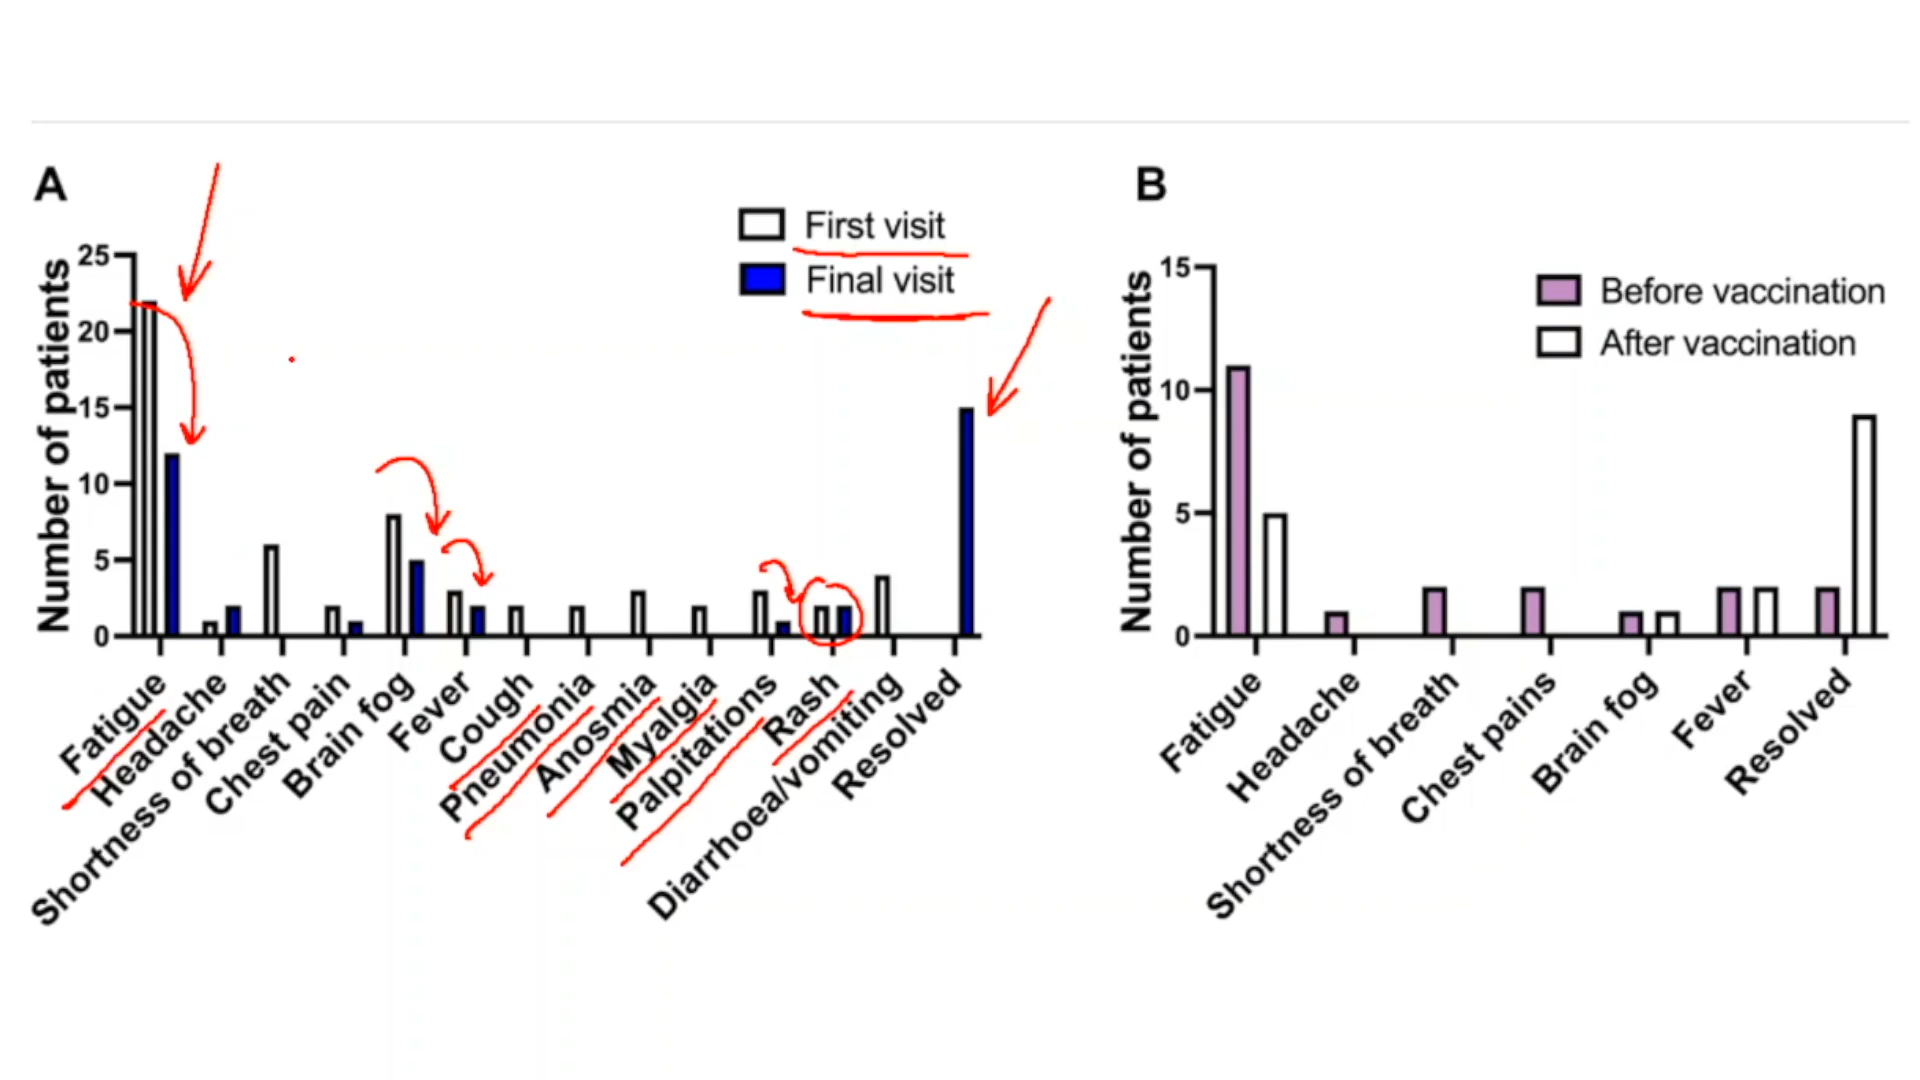 A
First visit
Final visit
Number of patients
25
20
15
10
5
0
Fatigue
Headache
Shortness of breath
Chest pain
Brain fog
Fever
Cough
Pneumonia
Anosmia
Myalgia
Palpitations
Rash
Diarrhoea/vomiting
Resolved
B
Before vaccination
After vaccination
Number of patients
15
10
5
0
Fatigue
Headache
Shortness of breath
Chest pains
Brain fog
Fever
Resolved